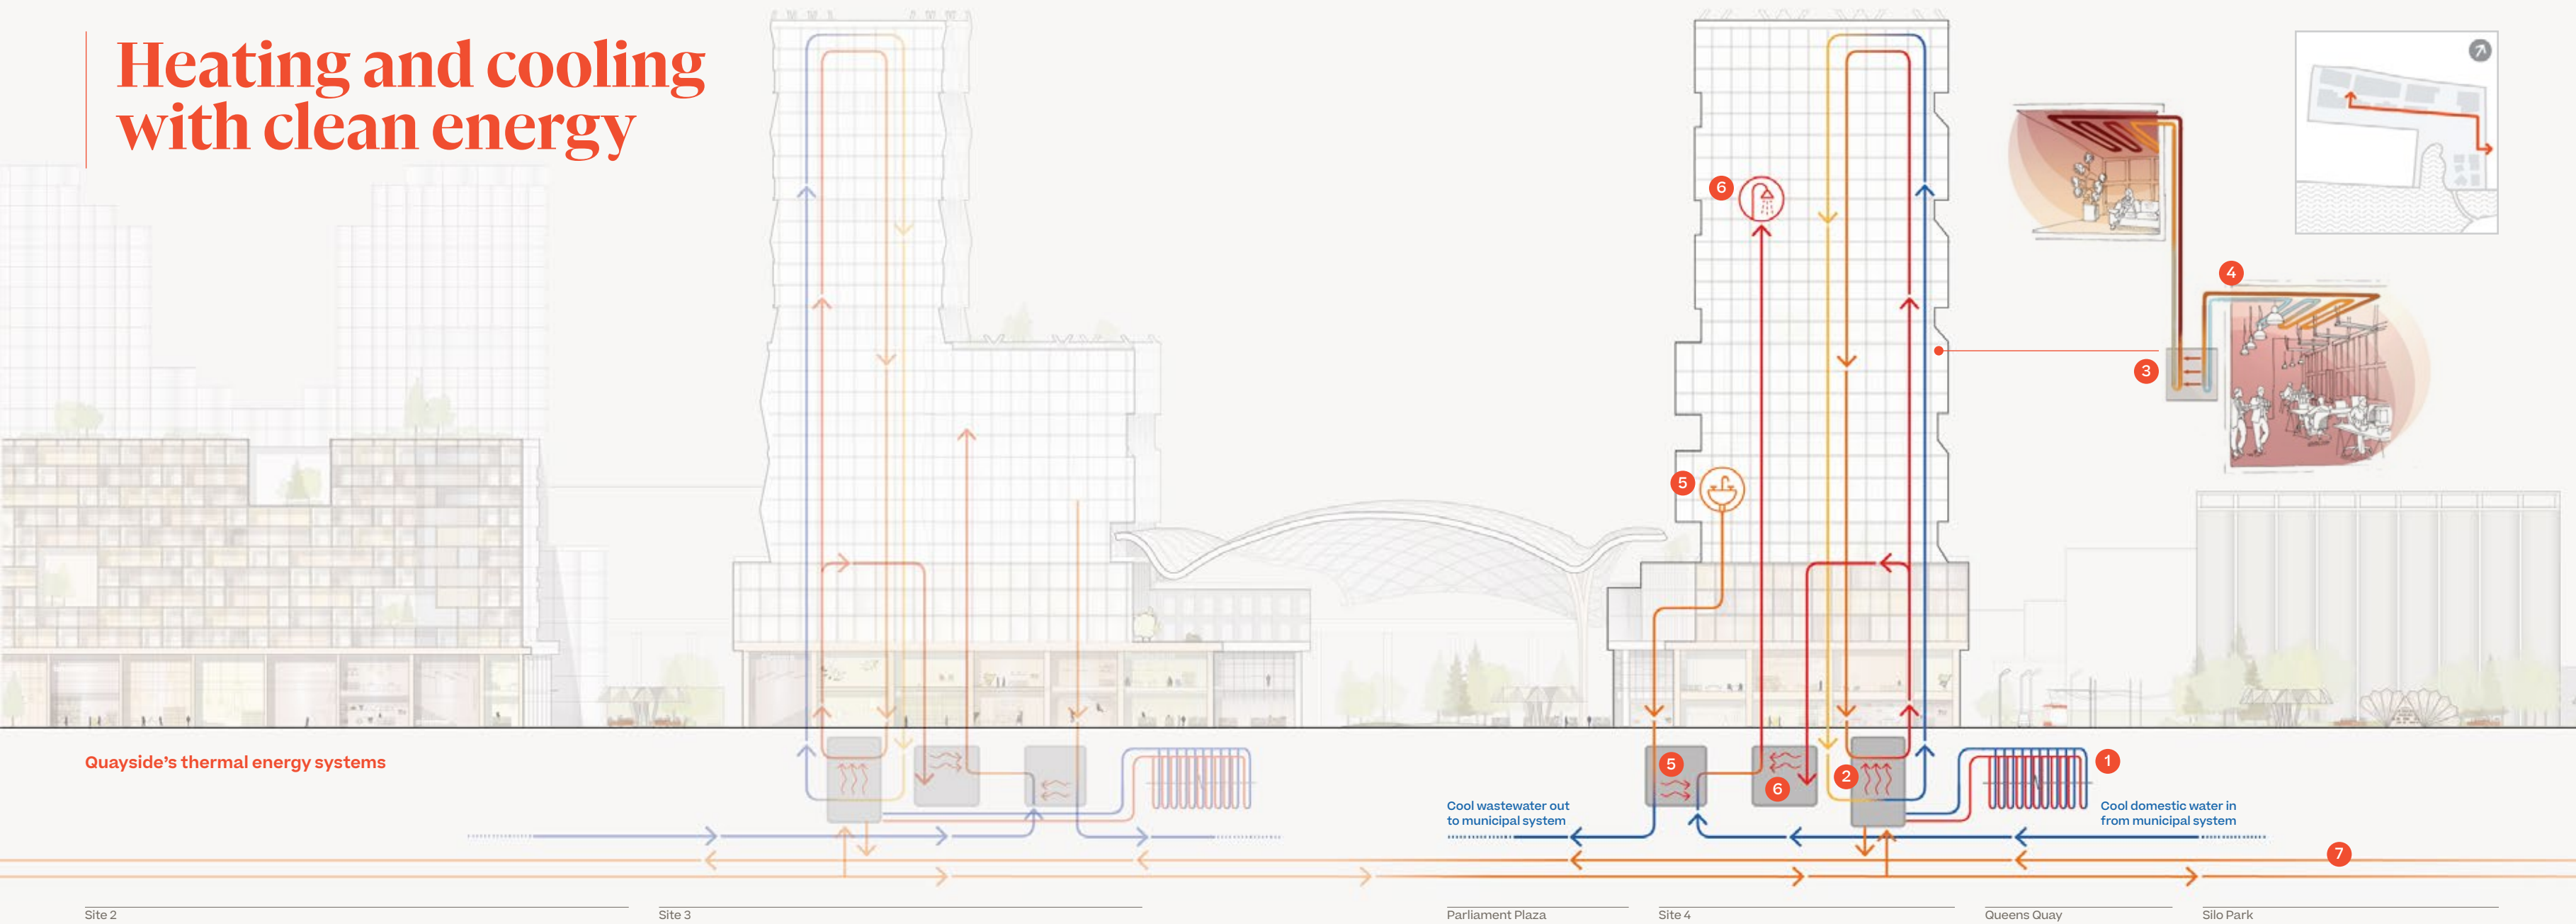 Heating and cooling
with clean energy
6
4
3
5
Quayside's thermal energy systems
5
6
2
1
Cool wastewater out
to municipal system
Cool domestic water in
from municipal system
7
Site 2
Site 3
Parliament Plaza
Site 4
Queens Quay
Silo Park